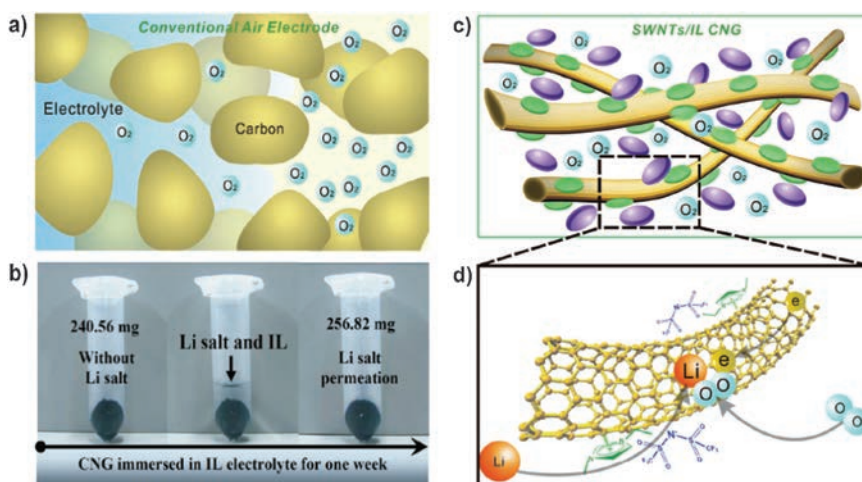 a)
Conventional Air Electrode
O₂
O₂
O₂
O₂
Electrolyte
O₂
O₂
O₂
O₂
Carbon
O₂
O₂
O₂
O₂
O₂
O₂
O₂
O₂
O₂
O₂
b)
240.56 mg
Without
Li salt
Li salt and IL
256.82 mg
Li salt
permeation
CNG immersed in IL electrolyte for one week
c)
SWNTs/IL CNG
O₂
O₂
O₂
O₂
O₂
O₂
O₂
O₂
O₂
d)
e
e
Li
O
O
O
O
Li
CF₃